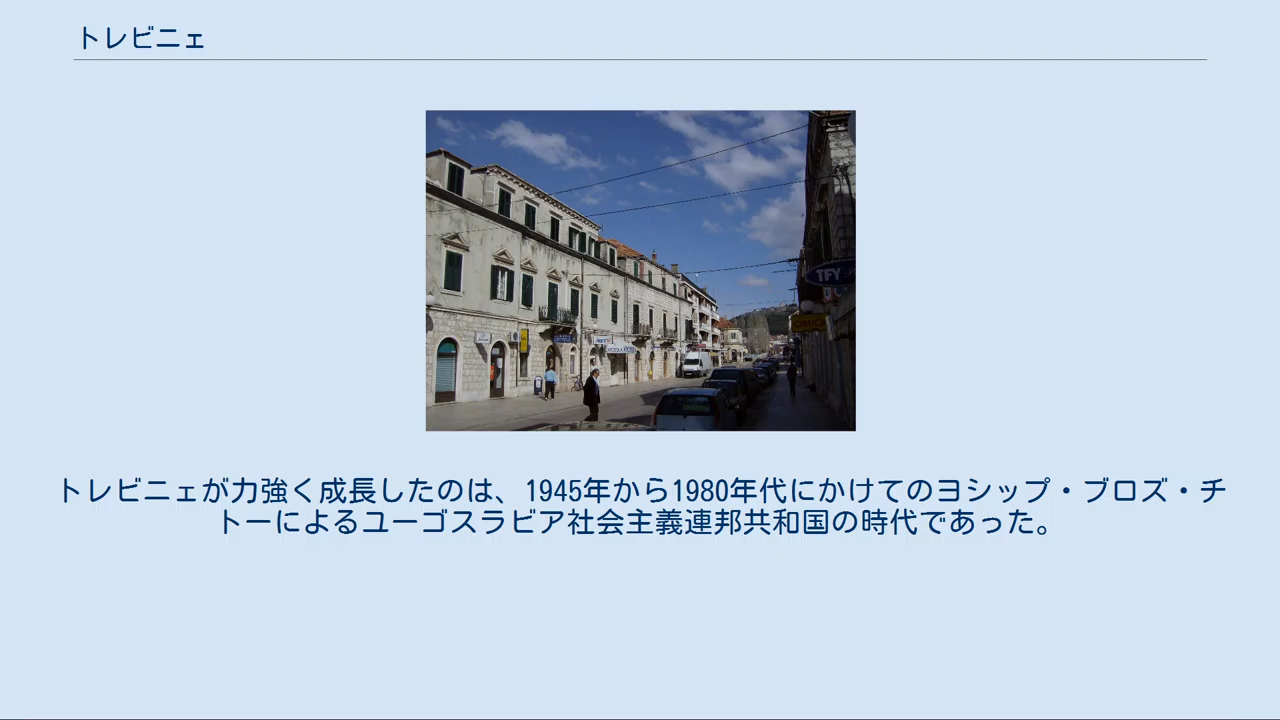 トレビニェ
TFY
トレビニェが力強く成長したのは、1945年から1980年代にかけてのヨシップ・ブロズ・チ
トーによるユーゴスラビア社会主義連邦共和国の時代であった。